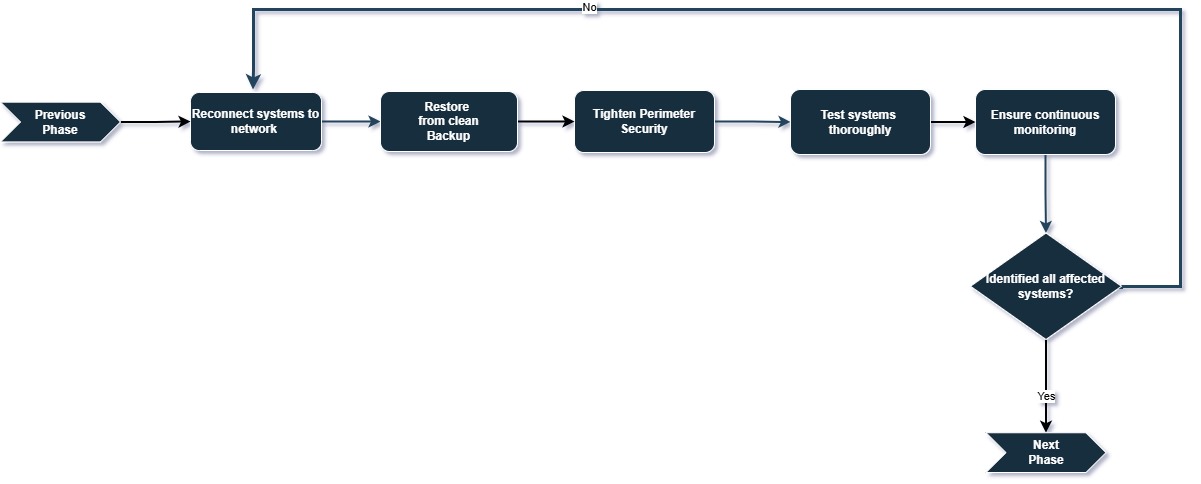 No
Previous
Phase
Reconnect systems to
network
Restore
from clean
Backup
Tighten Perimeter
Security
Test systems
thoroughly
Ensure continuous
monitoring
Identified all affected
systems?
Yes
Next
Phase